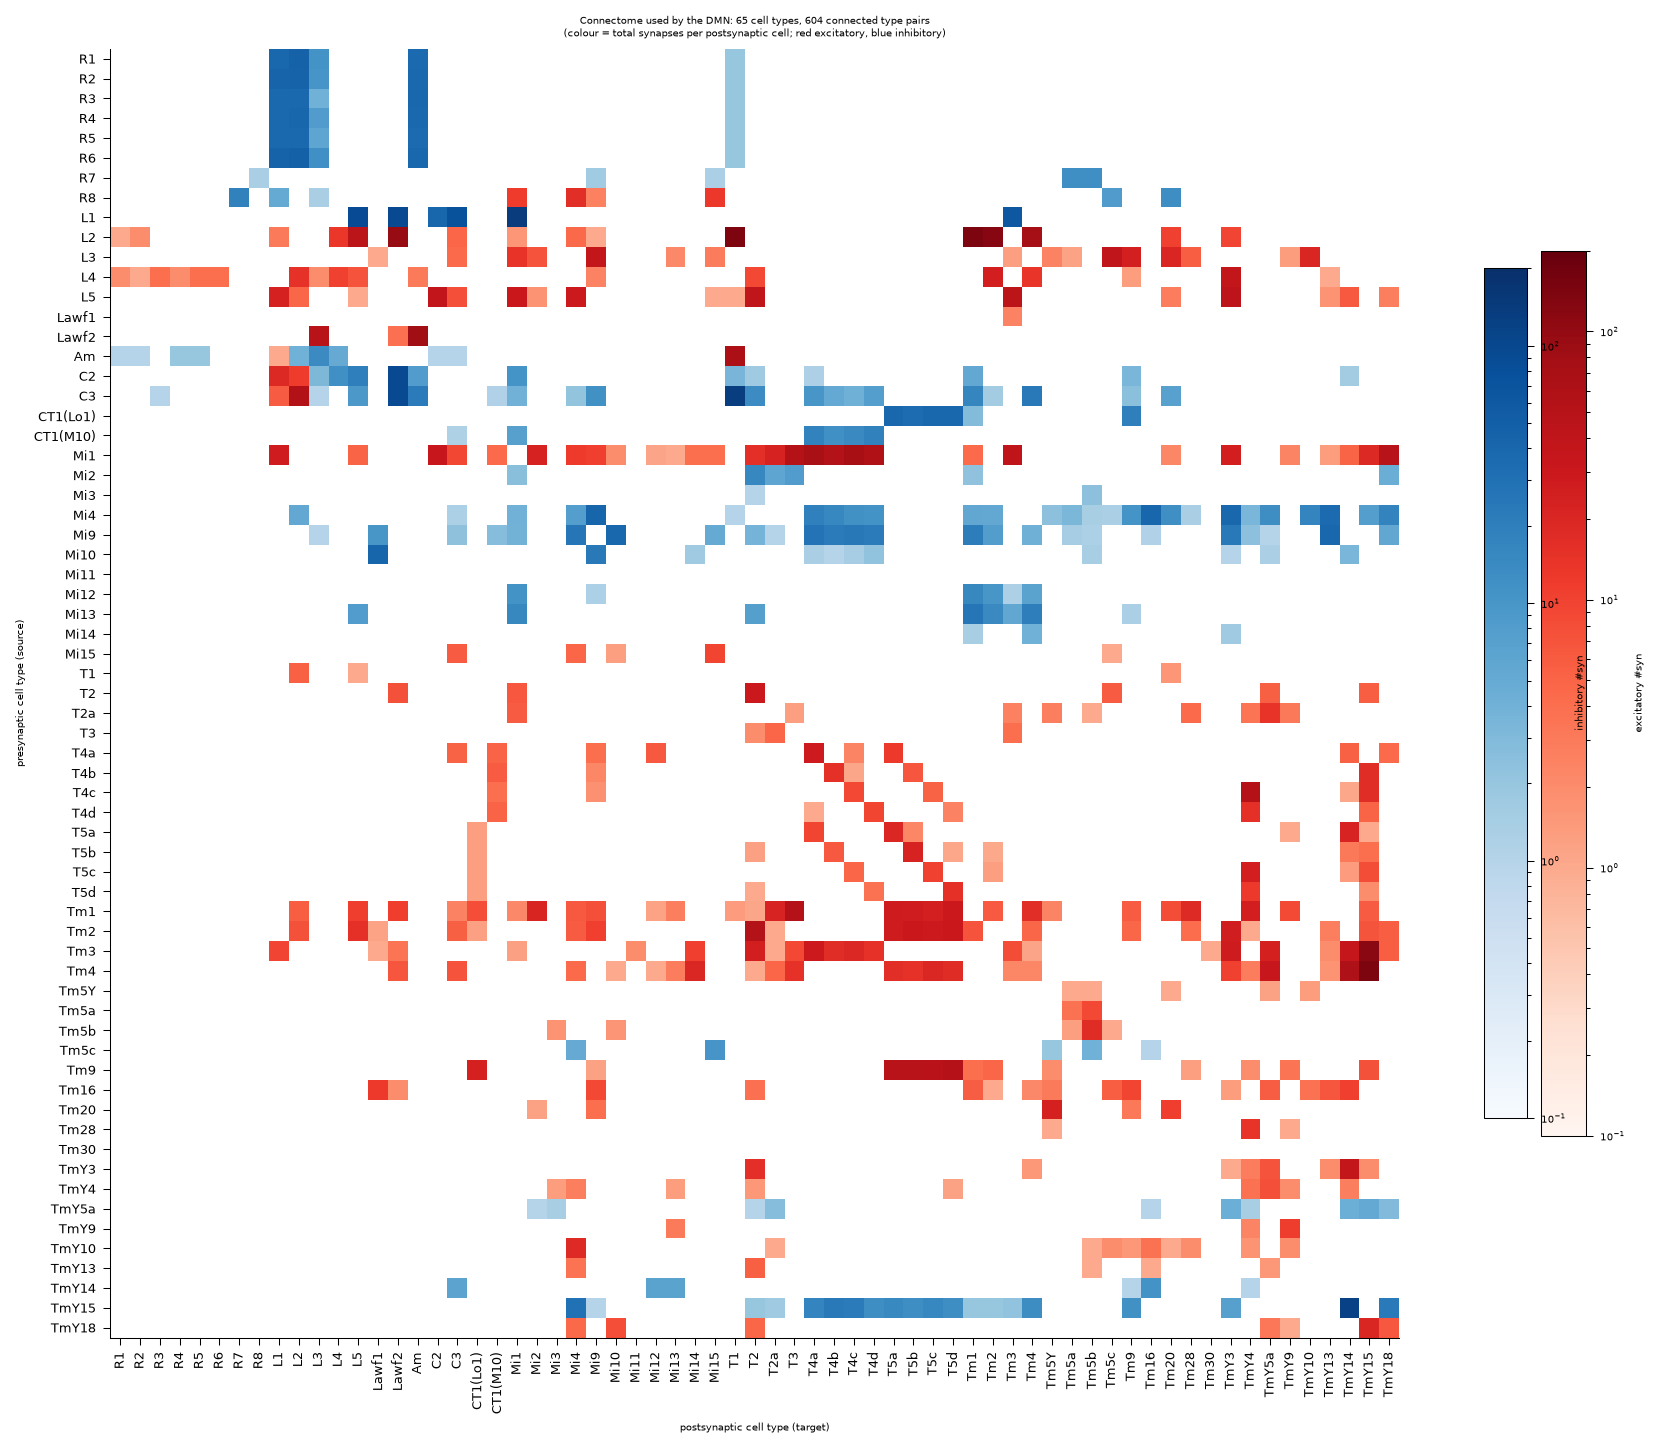 Connectome used by the DMN: 65 cell types, 604 connected type pairs
(colour = total synapses per postsynaptic cell; red excitatory, blue inhibitory)
presynaptic cell type (source)
R1
R2
R3
R4
R5
R6
R7
R8
L1
L2
L3
L4
L5
Lawf1
Lawf2
Am
C2
C3
CT1(Lo1)
CT1(M10)
Mi1
Mi2
Mi3
Mi4
Mi9
Mi10
Mi11
Mi12
Mi13
Mi14
Mi15
T1
T2
T2a
T3
T4a
T4b
T4c
T4d
T5a
T5b
T5c
T5d
Tm1
Tm2
Tm3
Tm4
Tm5Y
Tm5a
Tm5b
Tm5c
Tm9
Tm16
Tm20
Tm28
Tm30
TmY3
TmY4
TmY5a
TmY9
TmY10
TmY13
TmY14
TmY15
TmY18
R1
R2
R3
R4
R5
R6
R7
R8
L1
L2
L3
L4
L5
Lawf1
Lawf2
Am
C2
C3
CT1(Lo1)
CT1(M10)
Mi1
Mi2
Mi3
Mi4
Mi9
Mi10
Mi11
Mi12
Mi13
Mi14
Mi15
T1
T2
T2a
T3
T4a
T4b
T4c
T4d
T5a
T5b
T5c
T5d
Tm1
Tm2
Tm3
Tm4
Tm5Y
Tm5a
Tm5b
Tm5c
Tm9
Tm16
Tm20
Tm28
Tm30
TmY3
TmY4
TmY5a
TmY9
TmY10
TmY13
TmY14
TmY15
TmY18
postsynaptic cell type (target)
10²
10¹
10⁰
10⁻¹
inhibitory #syn
10²
10¹
10⁰
10⁻¹
excitatory #syn